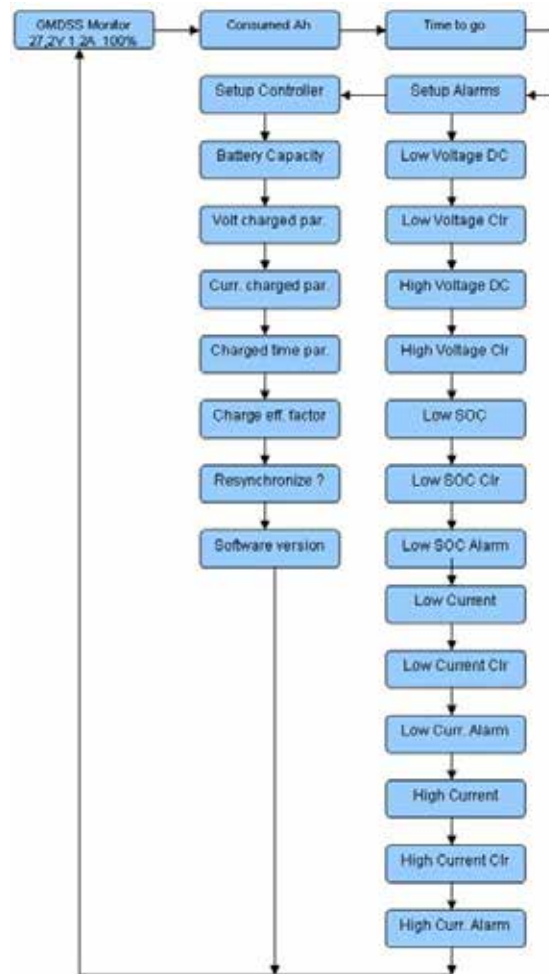 GMDSS Monitor
27,2V 1.2A 100%
Consumed Ah
Time to go
Setup Controller
Setup Alarms
Battery Capacity
Low Voltage DC
Volt charged par.
Low Voltage Clr
Curr. charged par.
High Voltage DC
Charged time par.
High Voltage Clr
Charge eff. factor
Low SOC
Resynchronize ?
Low SOC Clr
Software version
Low SOC Alarm
Low Current
Low Current Clr
Low Curr. Alarm
High Current
High Current Clr
High Curr. Alarm